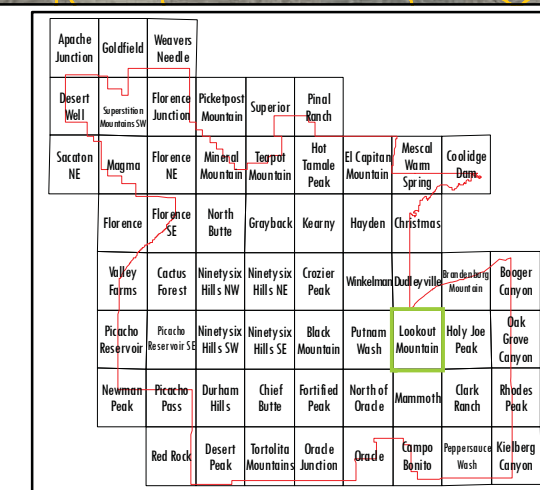 Apache Junction
Goldfield
Weavers Needle
Desert Well
Superstition Mountains SW
Florence Junction
Picketpost Mountain
Superior
Pinal Ranch
Sacaton NE
Magma
Florence NE
Mineral Mountain
Teapot Mountain
Hot Tamale Peak
El Capitan Mountain
Mescal Warm Spring
Coolidge Dam
Florence
Florence SE
North Butte
Grayback
Kearny
Hayden
Christmas
Valley Farms
Cactus Forest
Ninetysix Hills NW
Ninetysix Hills NE
Crozier Peak
Winkelman
Dudleyville
Brandenburg Mountain
Booger Canyon
Picacho Reservoir
Picacho Reservoir SE
Ninetysix Hills SW
Ninetysix Hills SE
Black Mountain
Putnam Wash
Lookout Mountain
Holy Joe Peak
Oak Grove Canyon
Newman Peak
Picacho Pass
Durham Hills
Chief Butte
Fortified Peak
North of Oracle
Mammoth
Clark Ranch
Rhodes Peak
Red Rock
Desert Peak
Tortolita Mountains
Oracle Junction
Oracle
Campo Bonito
Peppersauce Wash
Kielberg Canyon